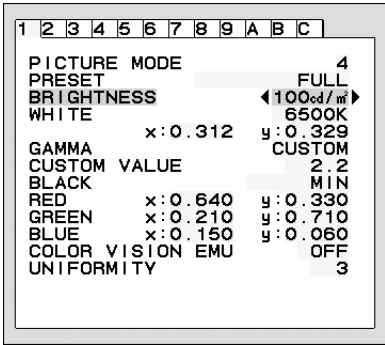 1 2 3 4 5 6 7 8 9 A B C
PICTURE MODE 4
PRESET FULL
BRIGHTNESS 100cd/㎡
WHITE 6500K
x:0.312 y:0.329
GAMMA CUSTOM
CUSTOM VALUE 2.2
BLACK MIN
RED x:0.640 y:0.330
GREEN x:0.210 y:0.710
BLUE x:0.150 y:0.060
COLOR VISION EMU OFF
UNIFORMITY 3